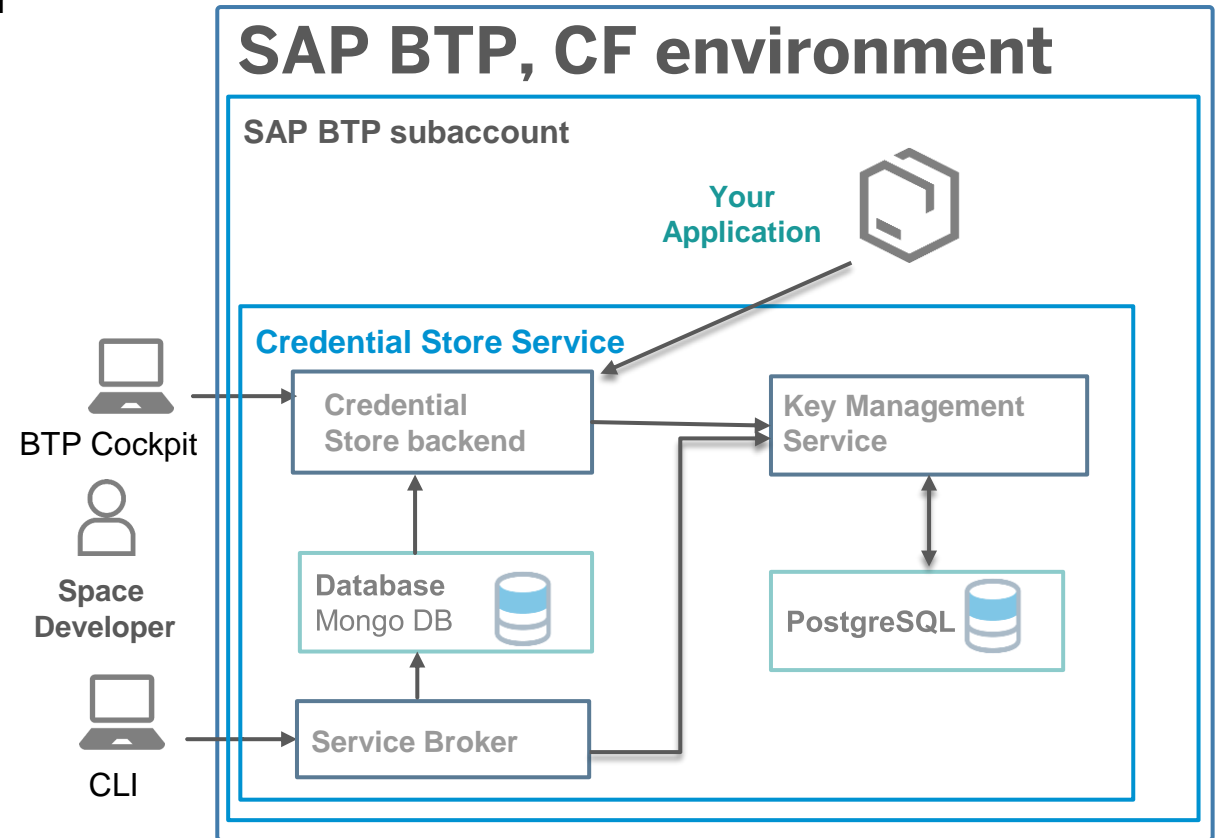 SAP BTP, CF environment
SAP BTP subaccount
Your
Application
Credential Store Service
Credential
Store backend
Key Management
Service
BTP Cockpit
Database
Mongo DB
PostgreSQL
Space
Developer
Service Broker
CLI